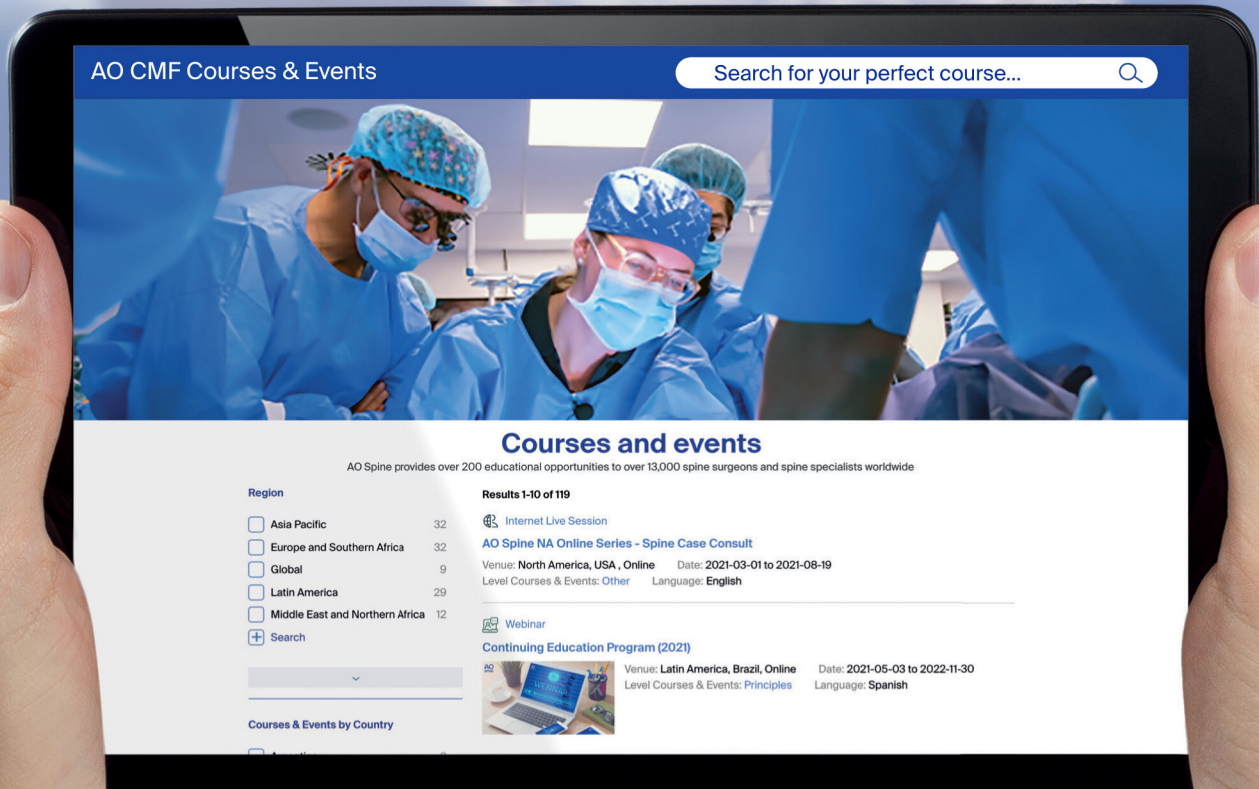 AO CMF Courses & Events
Search for your perfect course...
Courses and events
AO Spine provides over 200 educational opportunities to over 13,000 spine surgeons and spine specialists worldwide
Region
Asia Pacific 32
Europe and Southern Africa 32
Global 9
Latin America 29
Middle East and Northern Africa 12
Search
Courses & Events by Country
Results 1-10 of 119
Internet Live Session
AO Spine NA Online Series - Spine Case Consult
Venue: North America, USA , Online Date: 2021-03-01 to 2021-08-19
Level Courses & Events: Other Language: English
Webinar
Continuing Education Program (2021)
AO
WEBINAR
Venue: Latin America, Brazil, Online Date: 2021-05-03 to 2022-11-30
Level Courses & Events: Principles Language: Spanish